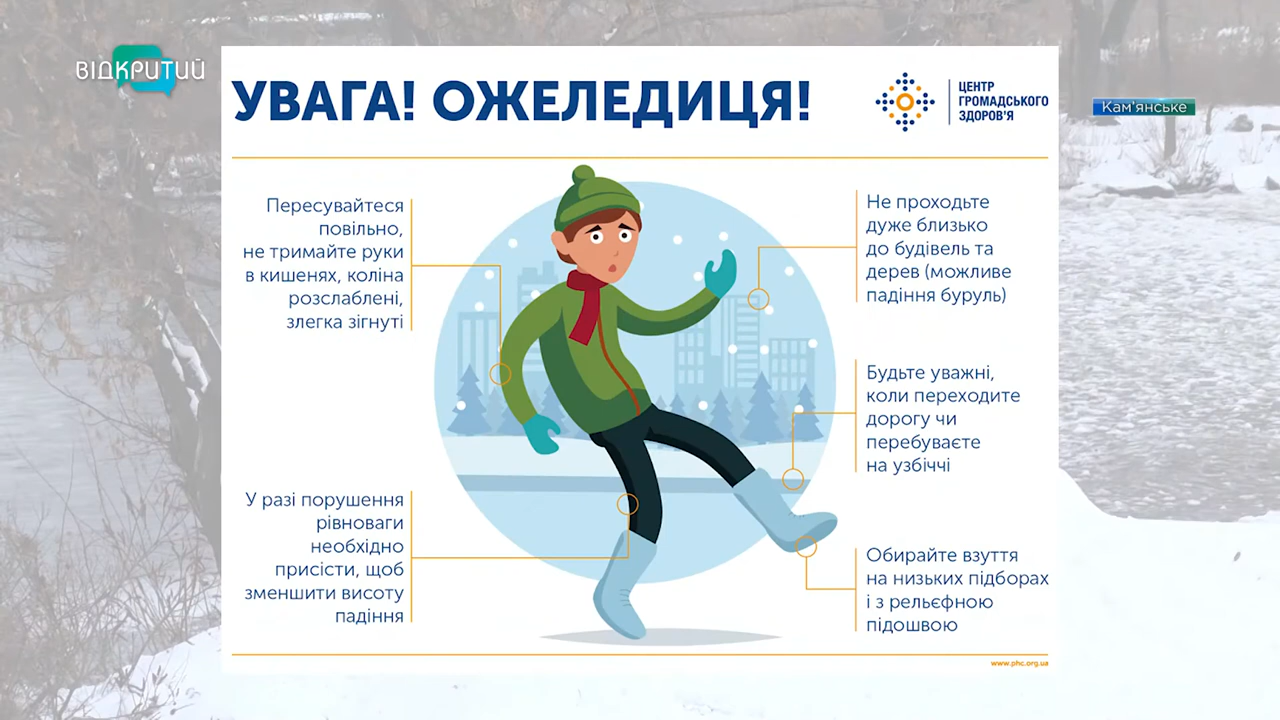 ВІДКРИТИЙ
УВАГА! ОЖЕЛЕДИЦЯ!
ЦЕНТР
ГРОМАДСЬКОГО
ЗДОРОВ'Я
Кам'янське
Пересувайтеся
повільно,
не тримайте руки
в кишенях, коліна
розслаблені,
злегка зігнуті
У разі порушення
рівноваги
необхідно
присісти, щоб
зменшити висоту
падіння
Не проходьте
дуже близько
до будівель та
дерев (можливе
падіння буруль)
Будьте уважні,
коли переходите
дорогу чи
перебуваєте
на узбіччі
Обирайте взуття
на низьких підборах
і з рельєфною
підошвою
www.phc.org.ua